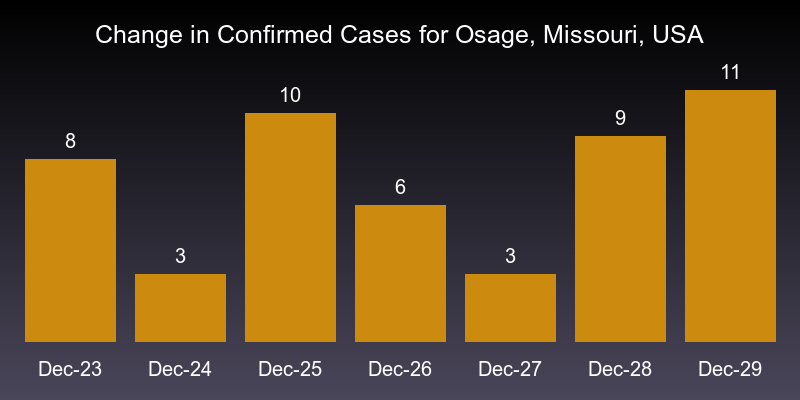 Change in Confirmed Cases for Osage, Missouri, USA
8
3
10
6
3
9
11
Dec-23
Dec-24
Dec-25
Dec-26
Dec-27
Dec-28
Dec-29